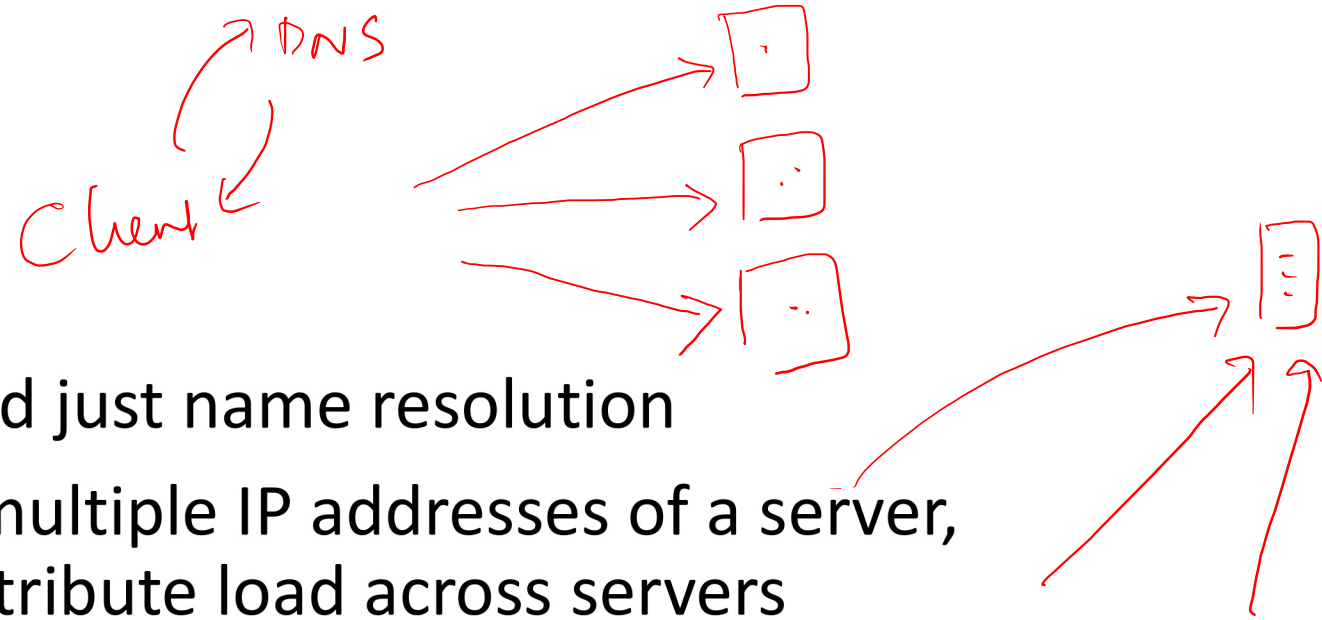 DNS
Client
d just name resolution
multiple IP addresses of a server,
tribute load across servers